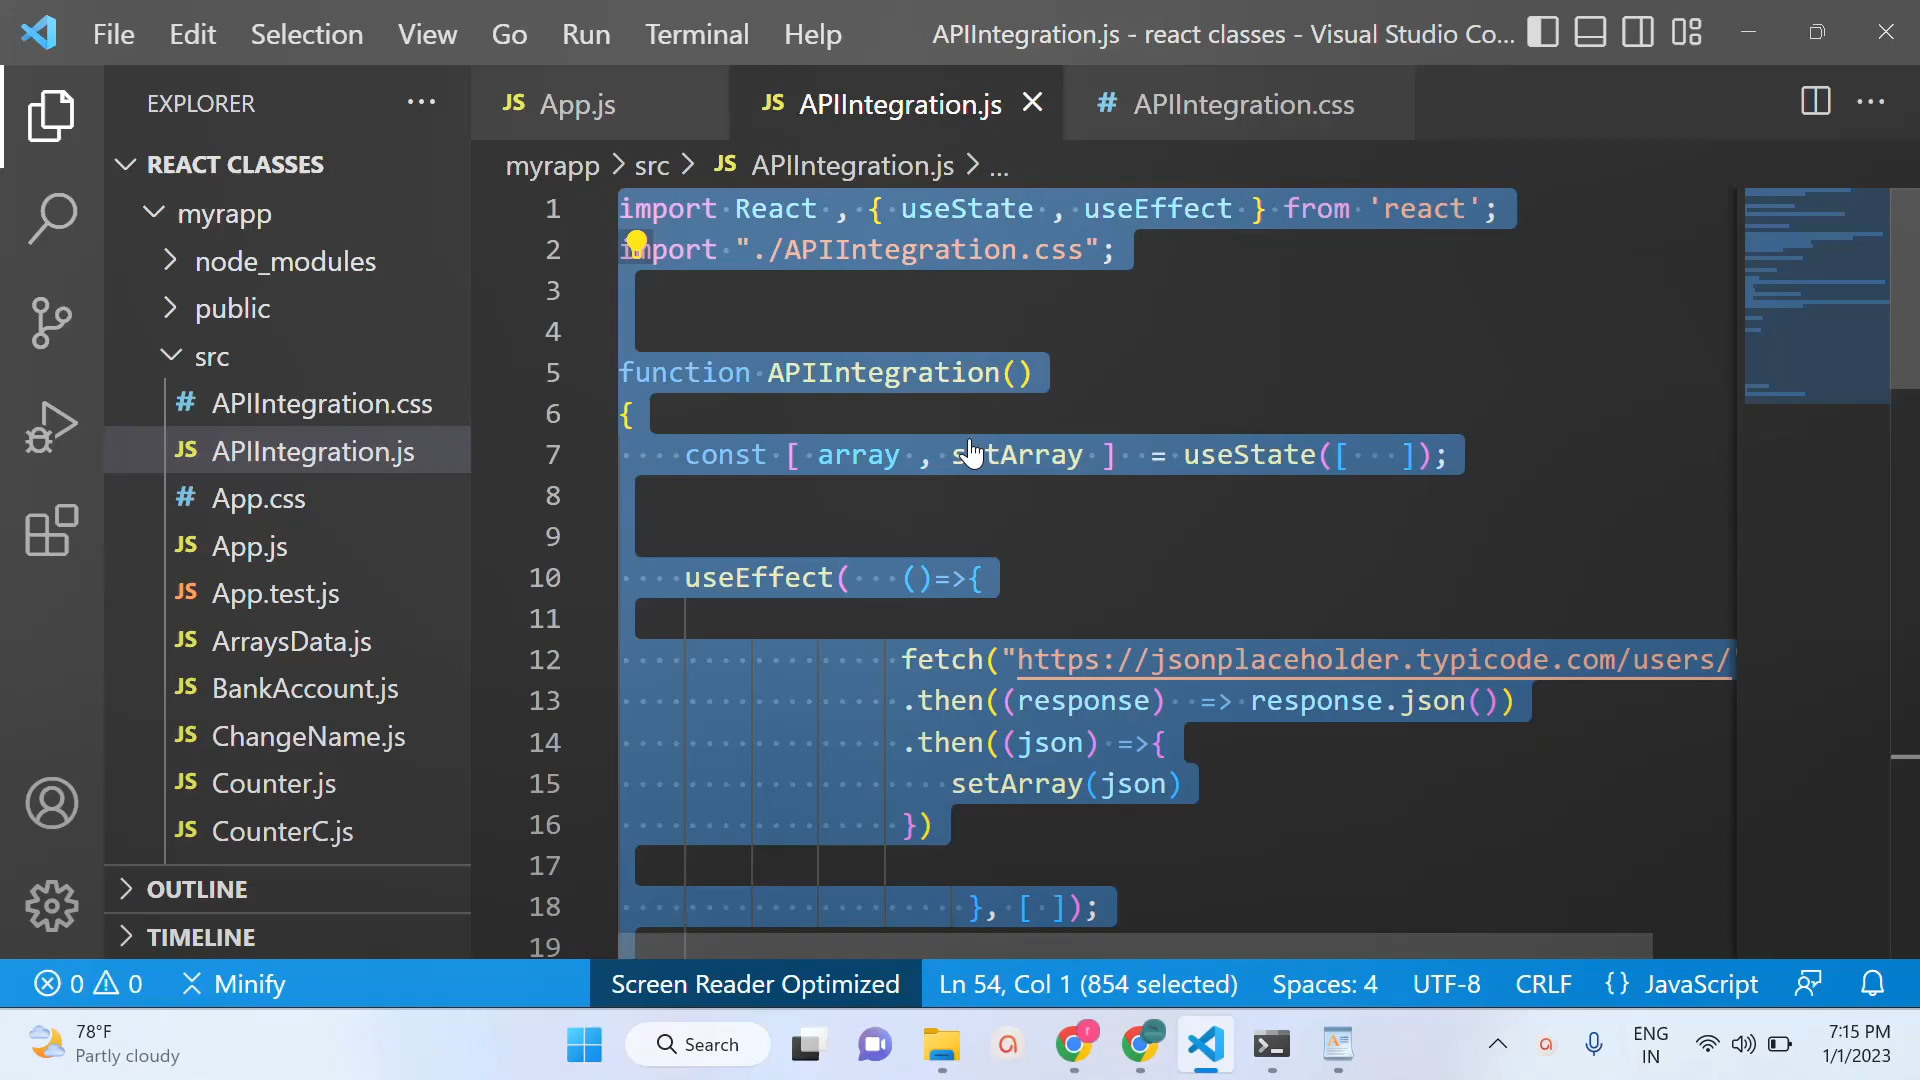 File Edit Selection View Go Run Terminal Help APIIntegration.js - react classes - Visual Studio Co...
EXPLORER ...
JS App.js JS APIIntegration.js # APIIntegration.css
REACT CLASSES
myrapp > src > JS APIIntegration.js > ...
myrapp
node_modules
public
src
# APIIntegration.css
JS APIIntegration.js
# App.css
JS App.js
JS App.test.js
JS ArraysData.js
JS BankAccount.js
JS ChangeName.js
JS Counter.js
JS CounterC.js
OUTLINE
TIMELINE
1 import React , { useState , useEffect } from 'react';
2 import "./APIIntegration.css";
3
4
5 function APIIntegration()
6 {
7 const [ array , setArray ] = useState([ ]);
8
9
10 useEffect( ()=>{
11
12 fetch("https://jsonplaceholder.typicode.com/users/"
13 .then((response) => response.json())
14 .then((json) =>{
15 setArray(json)
16 })
17
18 }, [ ]);
19
0 0 Minify Screen Reader Optimized Ln 54, Col 1 (854 selected) Spaces: 4 UTF-8 CRLF {} JavaScript
78°F
Partly cloudy
Search
ENG
IN
7:15 PM
1/1/2023